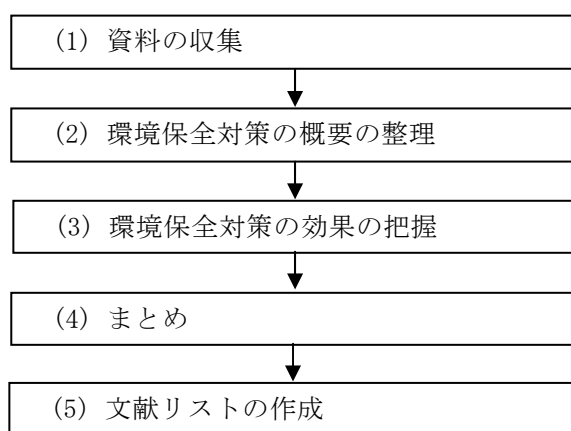 (1) 資料の収集
(2) 環境保全対策の概要の整理
(3) 環境保全対策の効果の把握
(4) まとめ
(5) 文献リストの作成